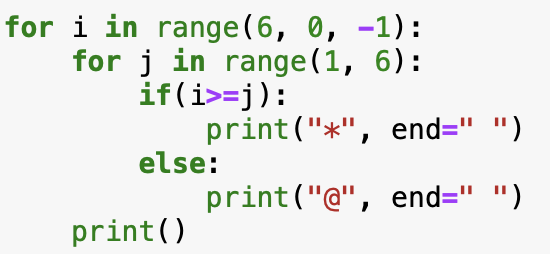 for i in range(6, 0, -1):
    for j in range(1, 6):
        if(i>=j):
            print("*", end=" ")
        else:
            print("@", end=" ")
    print()